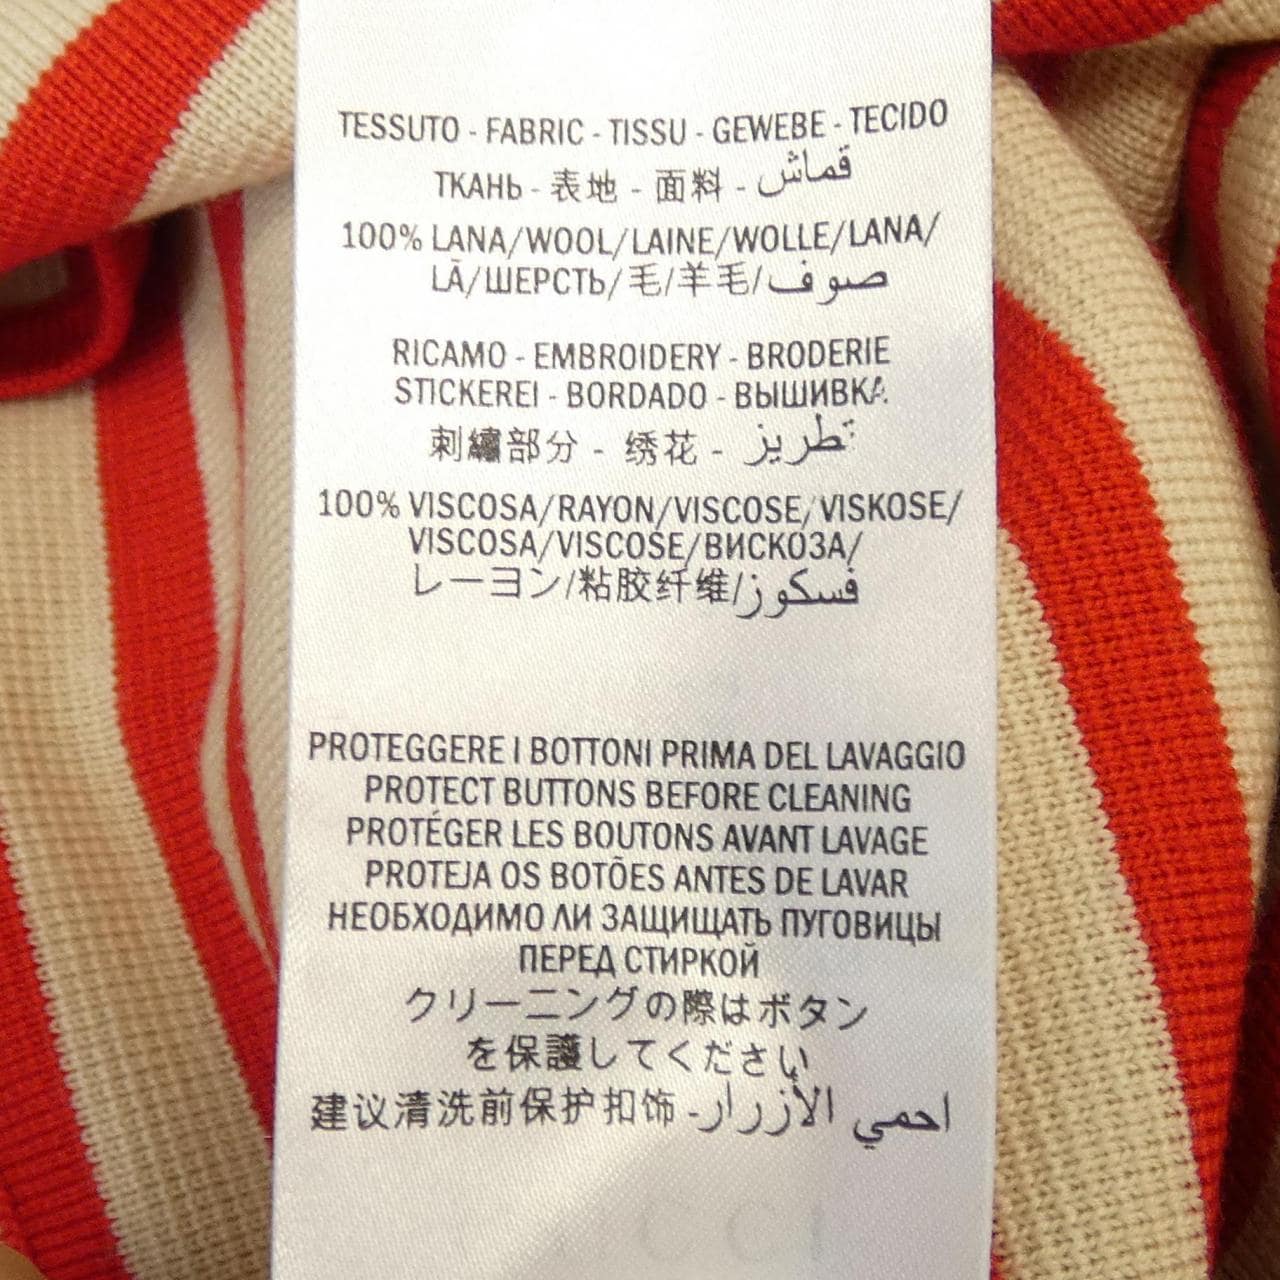 TESSUTO - FABRIC - TISSU - GEWEBE - TECIDO
ТКАНЬ - 表地 - 面料 - قماش
100% LANA/WOOL/LAINE/WOLLE/LANA/
LÃ/ШЕРСТЬ/毛/羊毛/صوف
RICAMO - EMBROIDERY - BRODERIE
STICKEREI - BORDADO - ВЫШИВКА
刺繍部分 - 绣花 - تطريز
100% VISCOSA/RAYON/VISCOSE/VISKOSE/
VISCOSA/VISCOSE/ВИСКОЗА/
レーヨン/粘胶纤维/فسكوز
PROTEGGERE I BOTTONI PRIMA DEL LAVAGGIO
PROTECT BUTTONS BEFORE CLEANING
PROTÉGER LES BOUTONS AVANT LAVAGE
PROTEJA OS BOTÕES ANTES DE LAVAR
НЕОБХОДИМО ЛИ ЗАЩИЩАТЬ ПУГОВИЦЫ
ПЕРЕД СТИРКОЙ
クリーニングの際はボタン
を保護してください
建议清洗前保护扣饰 - احمي الأزرار